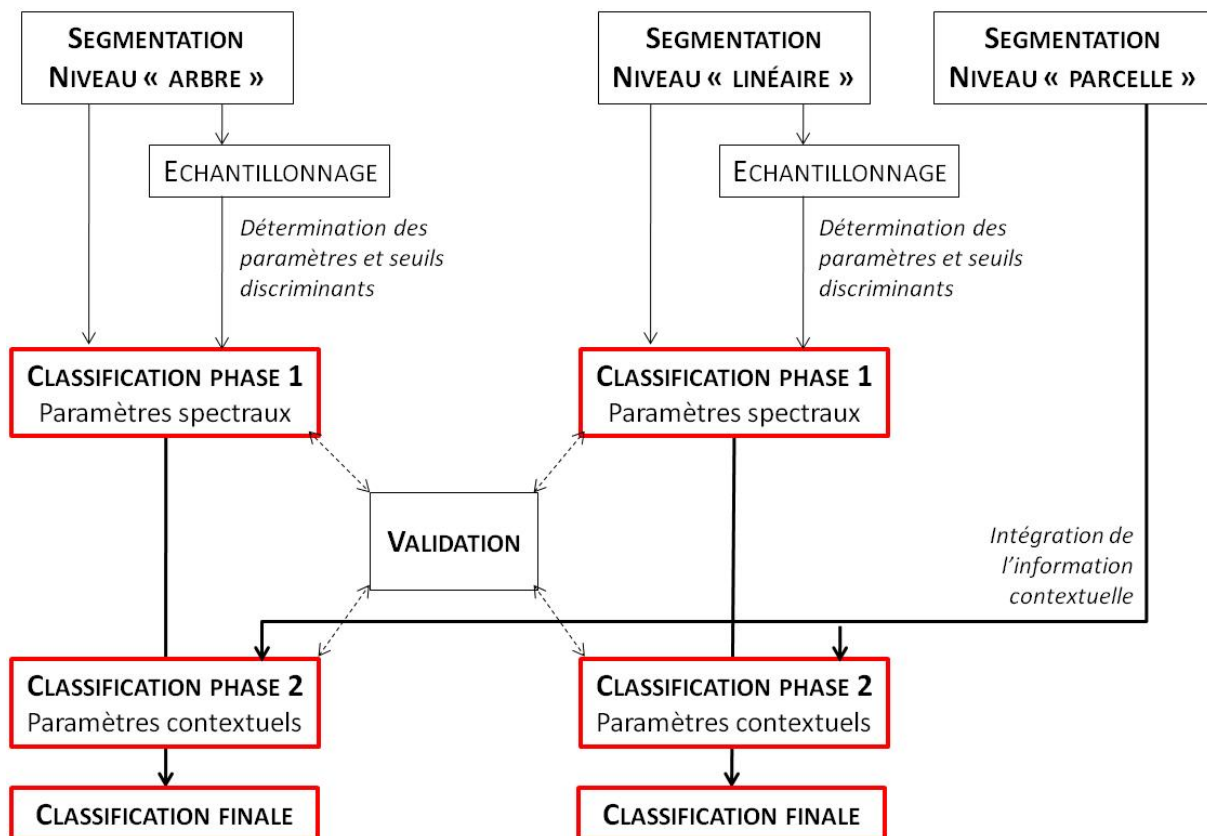 SEGMENTATION
NIVEAU « ARBRE »
SEGMENTATION
NIVEAU « LINÉAIRE »
SEGMENTATION
NIVEAU « PARCELLE »
ECHANTILLONNAGE
ECHANTILLONNAGE
Détermination des
paramètres et seuils
discriminants
Détermination des
paramètres et seuils
discriminants
CLASSIFICATION PHASE 1
Paramètres spectraux
CLASSIFICATION PHASE 1
Paramètres spectraux
VALIDATION
Intégration de
l'information
contextuelle
CLASSIFICATION PHASE 2
Paramètres contextuels
CLASSIFICATION PHASE 2
Paramètres contextuels
CLASSIFICATION FINALE
CLASSIFICATION FINALE